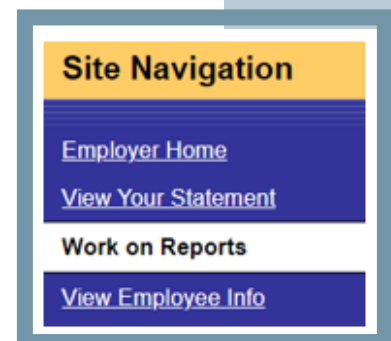 Site Navigation
Employer Home
View Your Statement
Work on Reports
View Employee Info